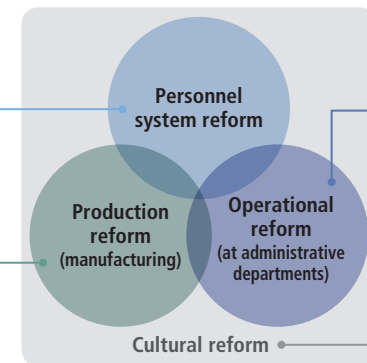 Personnel
system reform
Production
reform
(manufacturing)
Operational
reform
(at administrative
departments)
Cultural reform